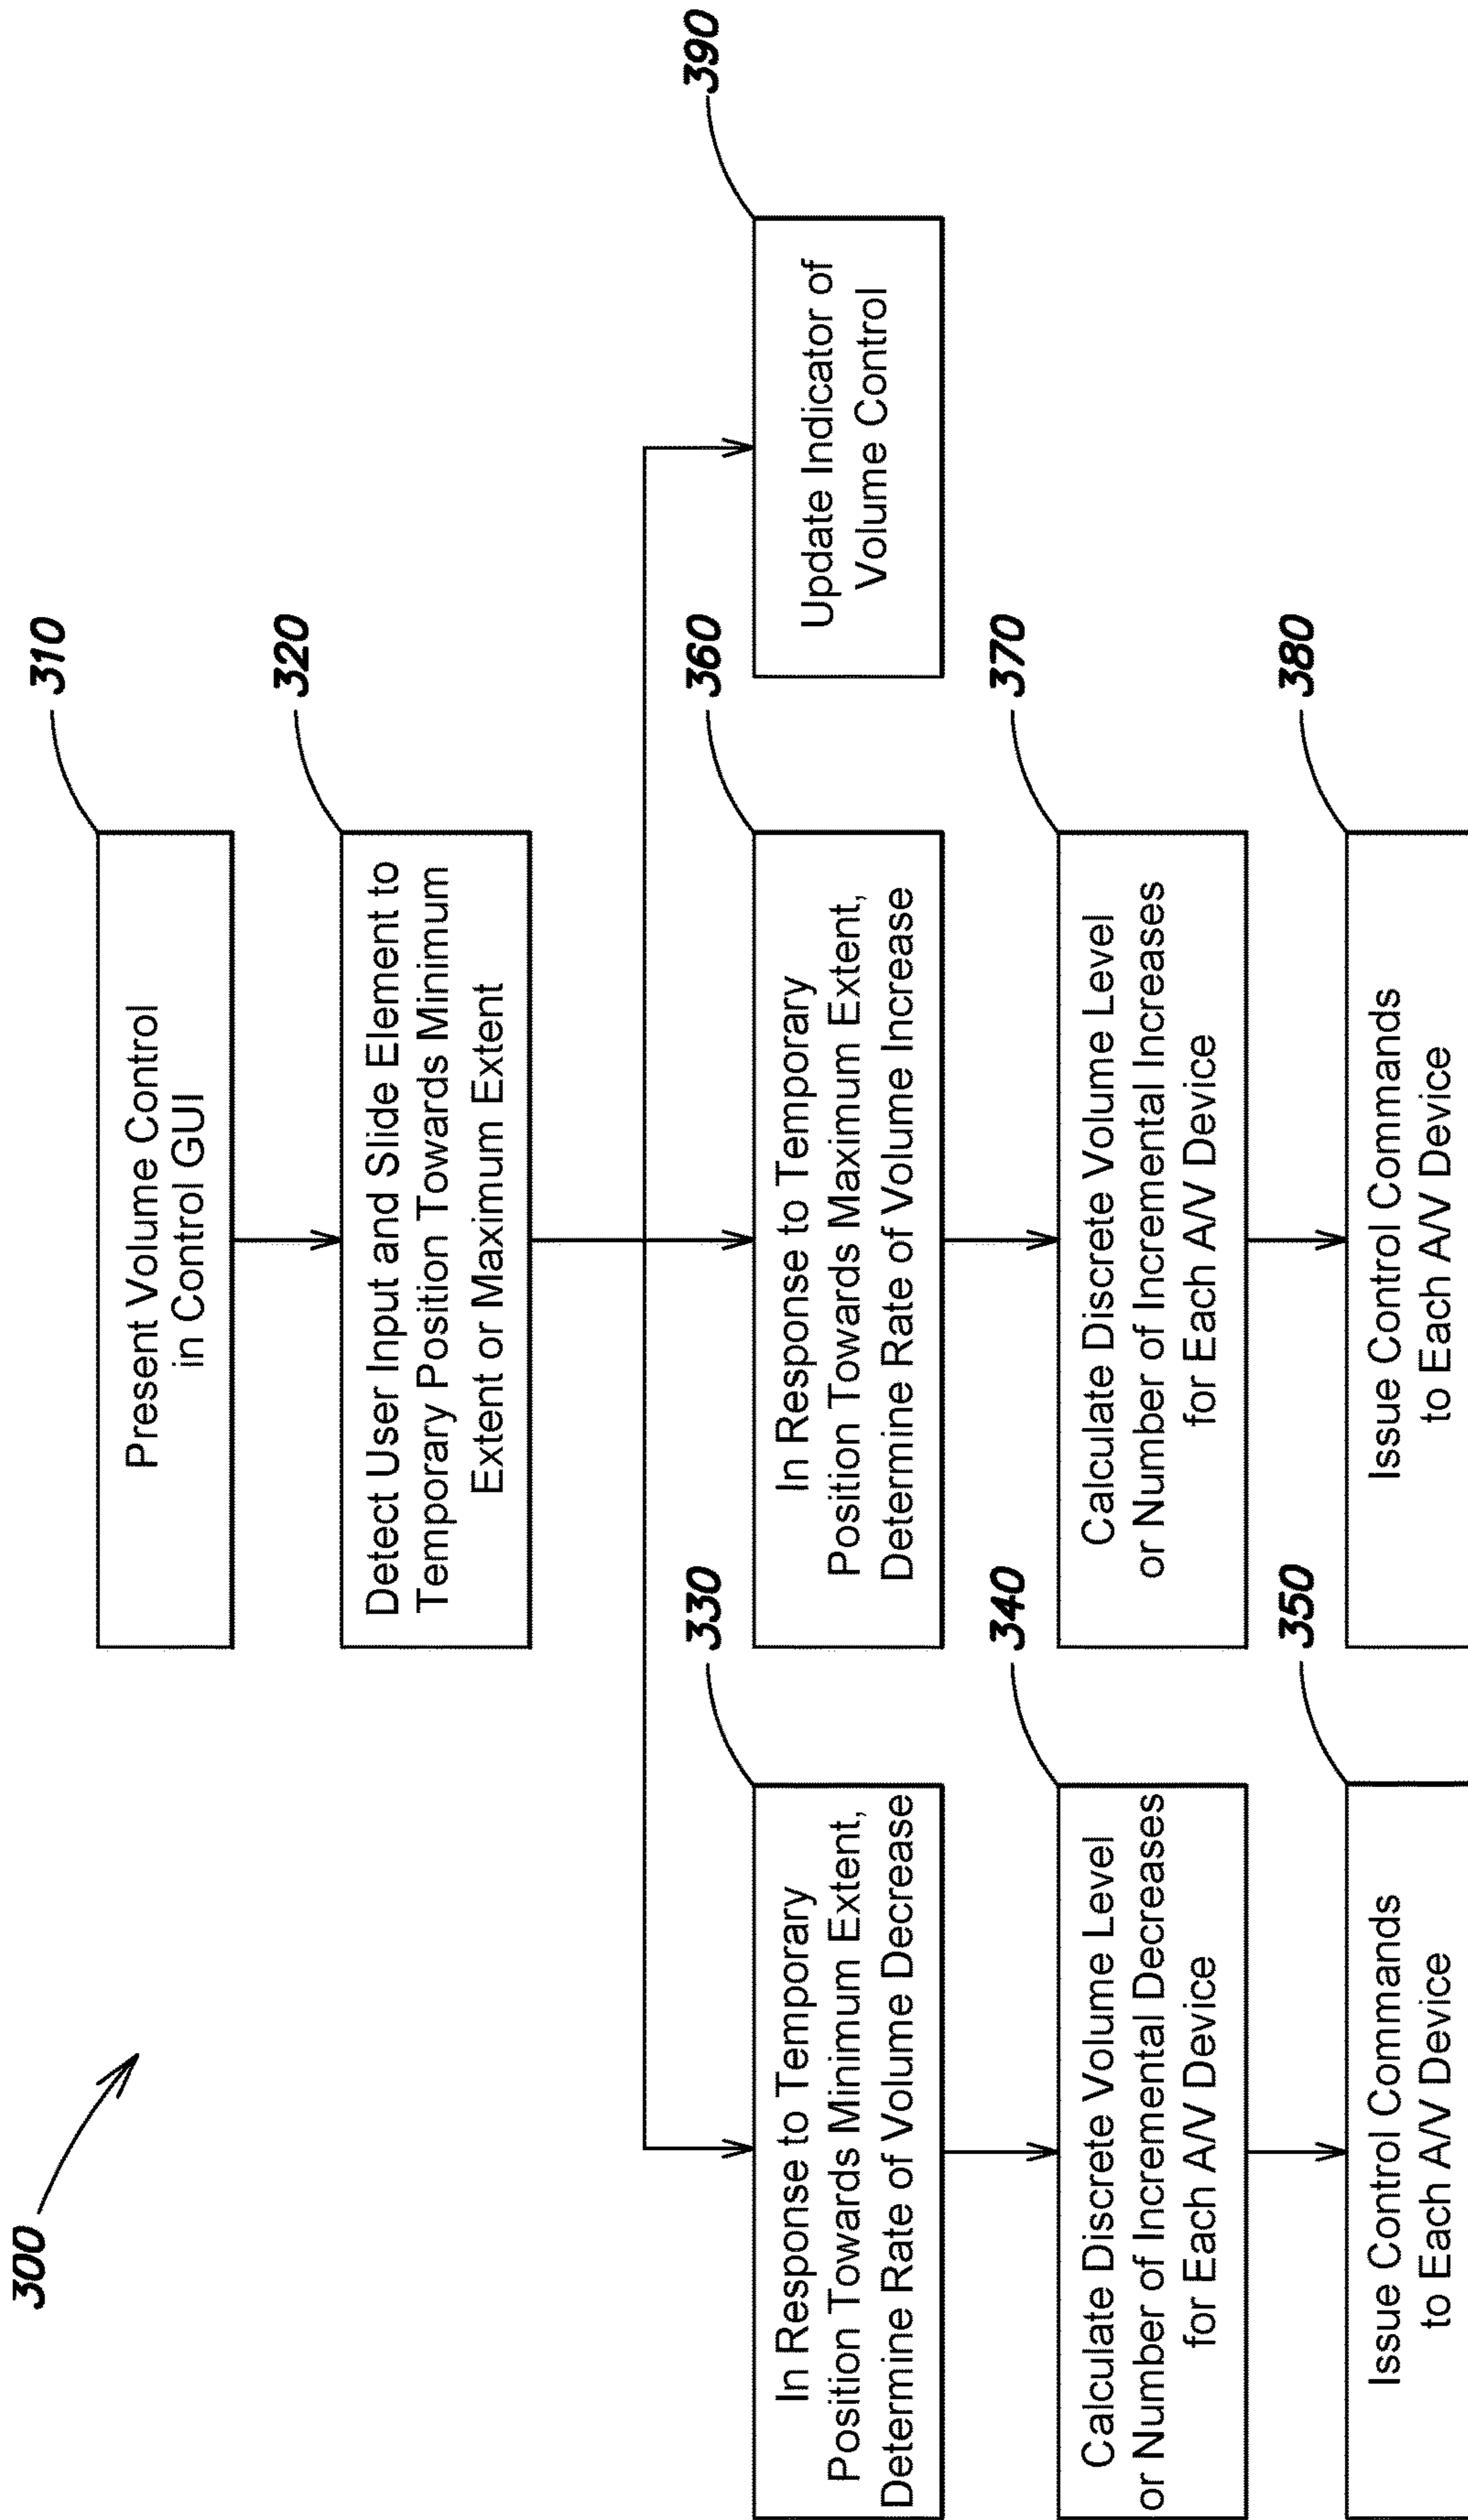 300
310
Present Volume Control
in Control GUI
320
Detect User Input and Slide Element to
Temporary Position Towards Minimum
Extent or Maximum Extent
330
In Response to Temporary
Position Towards Minimum Extent,
Determine Rate of Volume Decrease
340
Calculate Discrete Volume Level
or Number of Incremental Decreases
for Each A/V Device
350
Issue Control Commands
to Each A/V Device
360
In Response to Temporary
Position Towards Maximum Extent,
Determine Rate of Volume Increase
370
Calculate Discrete Volume Level
or Number of Incremental Increases
for Each A/V Device
380
Issue Control Commands
to Each A/V Device
390
Update Indicator of
Volume Control